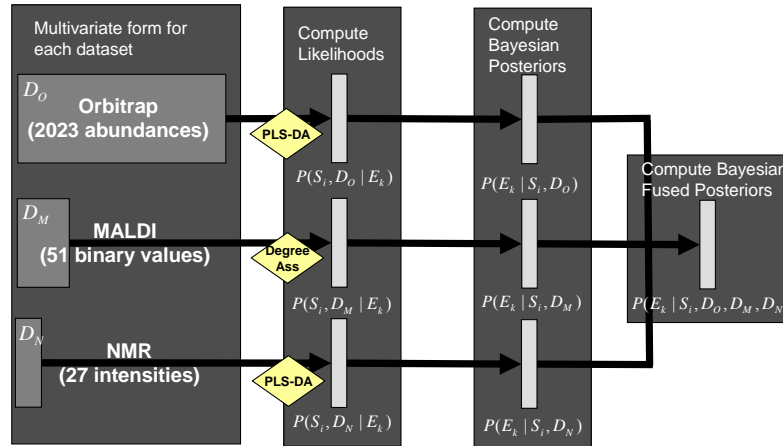 Multivariate form for
each dataset
D_O
Orbitrap
(2023 abundances)
D_M
MALDI
(51 binary values)
D_N
NMR
(27 intensities)
PLS-DA
Degree
Ass
PLS-DA
Compute
Likelihoods
P(S_i, D_O | E_k)
P(S_i, D_M | E_k)
P(S_i, D_N | E_k)
Compute
Bayesian
Posteriors
P(E_k | S_i, D_O)
P(E_k | S_i, D_M)
P(E_k | S_i, D_N)
Compute Bayesian
Fused Posteriors
P(E_k | S_i, D_O, D_M, D_N